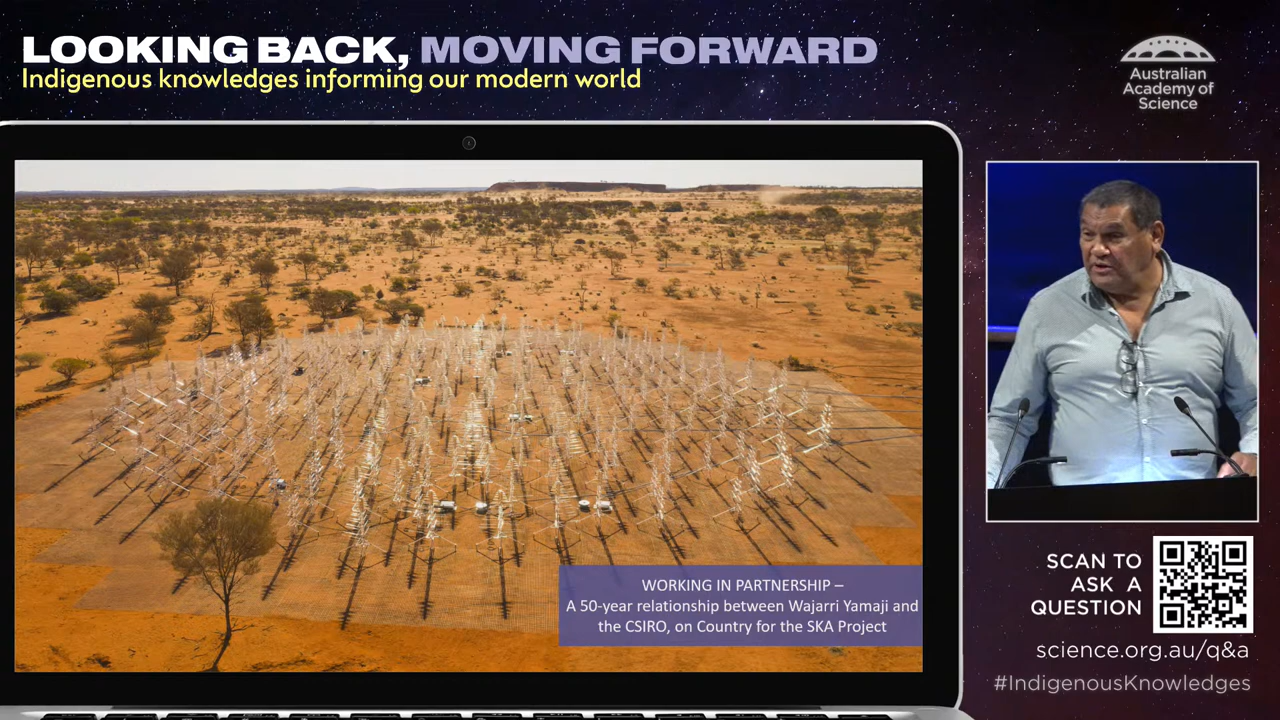 LOOKING BACK, MOVING FORWARD
Indigenous knowledges informing our modern world
Australian
Academy of
Science
WORKING IN PARTNERSHIP –
A 50-year relationship between Wajarri Yamaji and
the CSIRO, on Country for the SKA Project
SCAN TO
ASK A
QUESTION
science.org.au/q&a
#IndigenousKnowledges